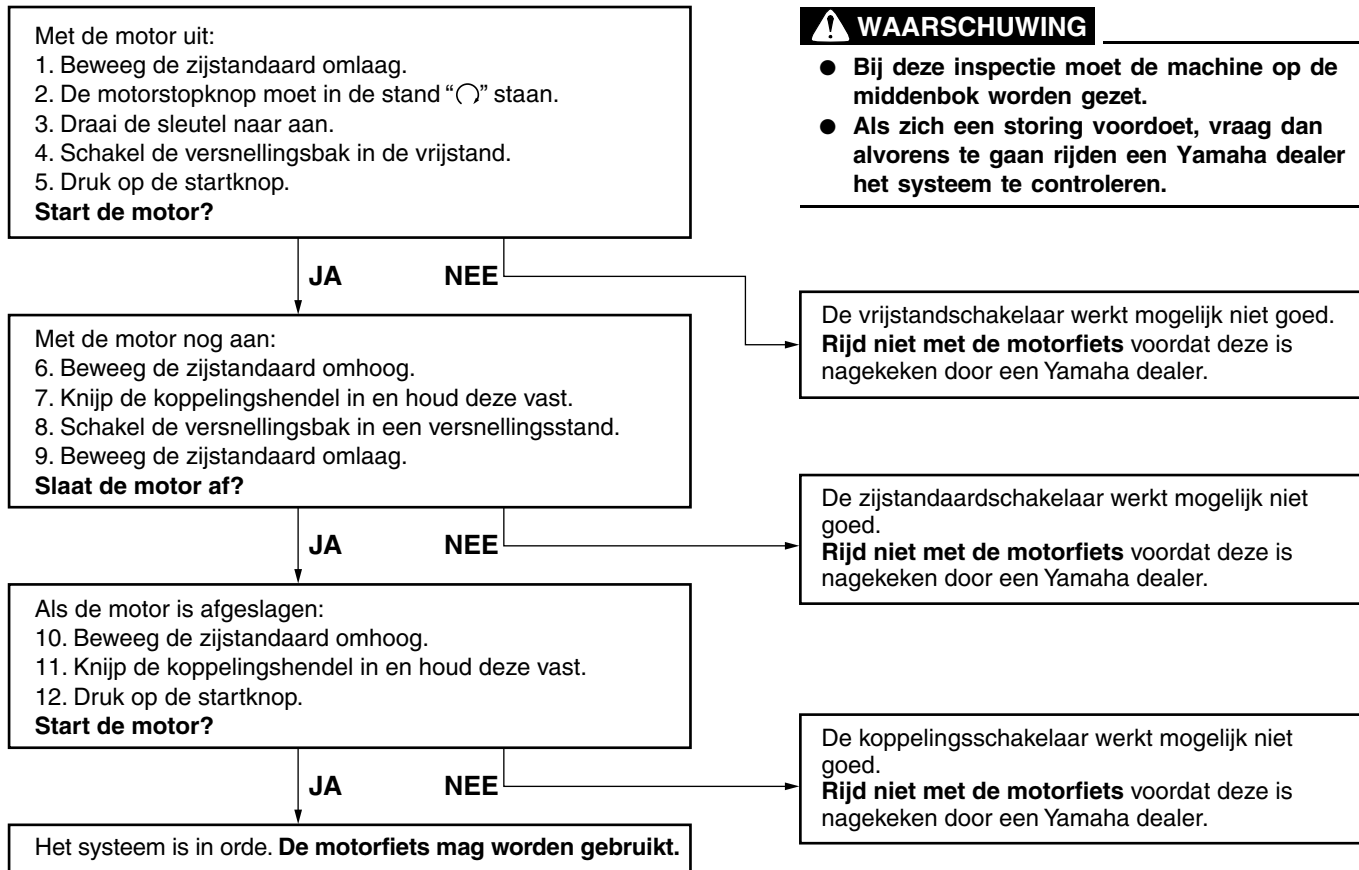 Met de motor uit:
1. Beweeg de zijstandaard omlaag.
2. De motorstopknop moet in de stand “ ” staan.
3. Draai de sleutel naar aan.
4. Schakel de versnellingsbak in de vrijstand.
5. Druk op de startknop.
Start de motor?
WAARSCHUWING
● Bij deze inspectie moet de machine op de
middenbok worden gezet.
● Als zich een storing voordoet, vraag dan
alvorens te gaan rijden een Yamaha dealer
het systeem te controleren.
JA NEE
De vrijstandschakelaar werkt mogelijk niet goed.
Rijd niet met de motorfiets voordat deze is
nagekeken door een Yamaha dealer.
Met de motor nog aan:
6. Beweeg de zijstandaard omhoog.
7. Knijp de koppelingshendel in en houd deze vast.
8. Schakel de versnellingsbak in een versnellingsstand.
9. Beweeg de zijstandaard omlaag.
Slaat de motor af?
JA NEE
De zijstandaardschakelaar werkt mogelijk niet
goed.
Rijd niet met de motorfiets voordat deze is
nagekeken door een Yamaha dealer.
Als de motor is afgeslagen:
10. Beweeg de zijstandaard omhoog.
11. Knijp de koppelingshendel in en houd deze vast.
12. Druk op de startknop.
Start de motor?
JA NEE
De koppelingsschakelaar werkt mogelijk niet
goed.
Rijd niet met de motorfiets voordat deze is
nagekeken door een Yamaha dealer.
Het systeem is in orde. De motorfiets mag worden gebruikt.